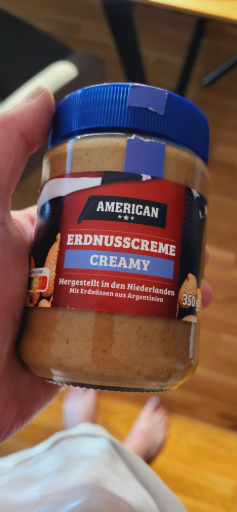 AMERICAN
ERDNUSSCREME
CREAMY
Hergestellt in den Niederlanden
Mit Erdnüssen aus Argentinien
350